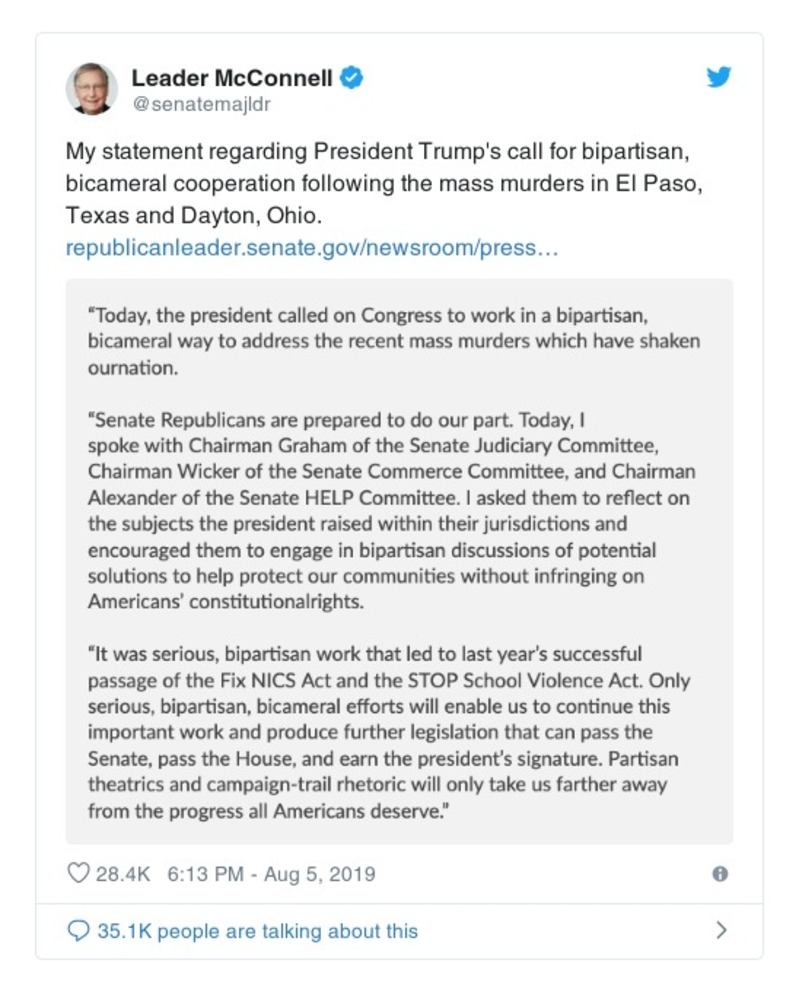 Leader McConnell
@senatemajldr
My statement regarding President Trump's call for bipartisan,
bicameral cooperation following the mass murders in El Paso,
Texas and Dayton, Ohio.
republicanleader.senate.gov/newsroom/press…
“Today, the president called on Congress to work in a bipartisan,
bicameral way to address the recent mass murders which have shaken
ournation.
“Senate Republicans are prepared to do our part. Today, I
spoke with Chairman Graham of the Senate Judiciary Committee,
Chairman Wicker of the Senate Commerce Committee, and Chairman
Alexander of the Senate HELP Committee. I asked them to reflect on
the subjects the president raised within their jurisdictions and
encouraged them to engage in bipartisan discussions of potential
solutions to help protect our communities without infringing on
Americans’ constitutionalrights.
“It was serious, bipartisan work that led to last year’s successful
passage of the Fix NICS Act and the STOP School Violence Act. Only
serious, bipartisan, bicameral efforts will enable us to continue this
important work and produce further legislation that can pass the
Senate, pass the House, and earn the president’s signature. Partisan
theatrics and campaign-trail rhetoric will only take us farther away
from the progress all Americans deserve.”
28.4K 6:13 PM - Aug 5, 2019
35.1K people are talking about this